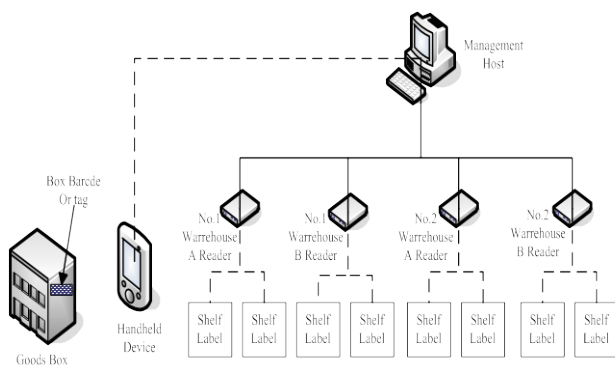 Management
Host
Box Barcde
Or tag
No.1
Warrehouse
A Reader
No.1
Warrehouse
B Reader
No.2
Warrehouse
A Reader
No.2
Warrehouse
B Reader
Goods Box
Handheld
Device
Shelf
Label
Shelf
Label
Shelf
Label
Shelf
Label
Shelf
Label
Shelf
Label
Shelf
Label
Shelf
Label